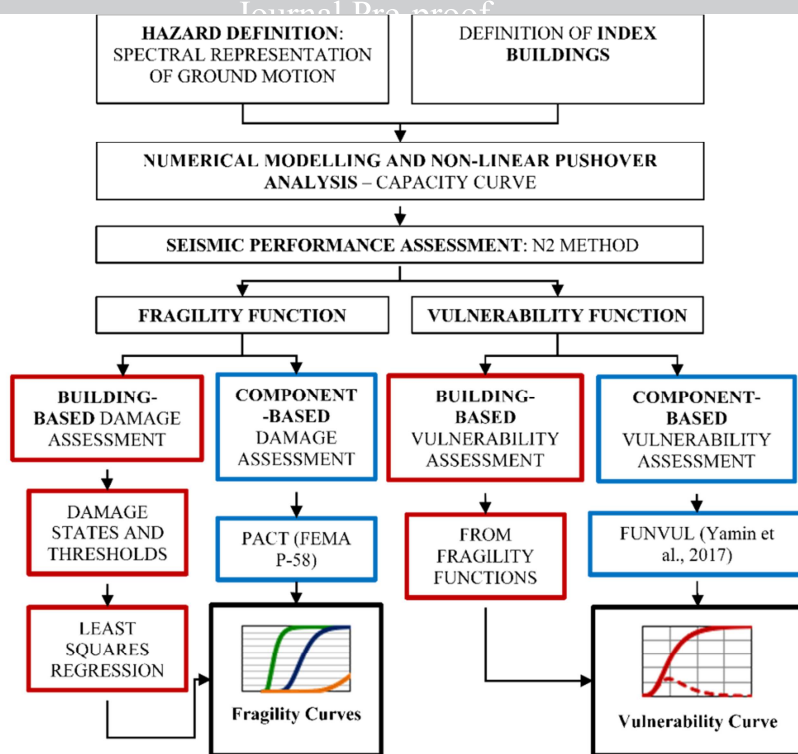 Journal Pre-proof
HAZARD DEFINITION:
SPECTRAL REPRESENTATION
OF GROUND MOTION
DEFINITION OF INDEX
BUILDINGS
NUMERICAL MODELLING AND NON-LINEAR PUSHOVER
ANALYSIS – CAPACITY CURVE
SEISMIC PERFORMANCE ASSESSMENT: N2 METHOD
FRAGILITY FUNCTION
VULNERABILITY FUNCTION
BUILDING-
BASED DAMAGE
ASSESSMENT
COMPONENT
-BASED
DAMAGE
ASSESSMENT
BUILDING-
BASED
VULNERABILITY
ASSESSMENT
COMPONENT-
BASED
VULNERABILITY
ASSESSMENT
DAMAGE
STATES AND
THRESHOLDS
PACT (FEMA
P-58)
FROM
FRAGILITY
FUNCTIONS
FUNVUL (Yamin et
al., 2017)
LEAST
SQUARES
REGRESSION
Fragility Curves
Vulnerability Curve